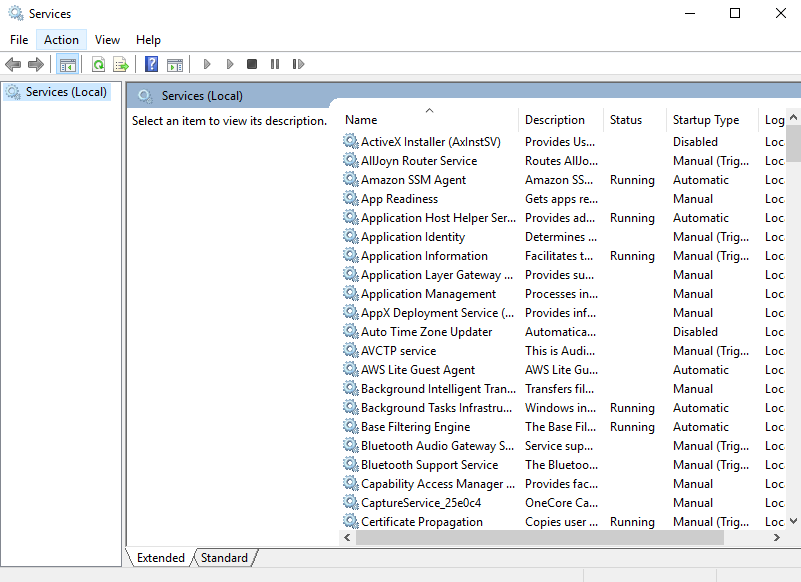 Services
File Action View Help
Services (Local)
Services (Local)
Select an item to view its description.
Name Description Status Startup Type Log
ActiveX Installer (AxInstSV) Provides Us... Disabled Loc
AllJoyn Router Service Routes AllJo... Manual (Trig... Loc
Amazon SSM Agent Amazon SS... Running Automatic Loc
App Readiness Gets apps re... Manual Loc
Application Host Helper Ser... Provides ad... Running Automatic Loc
Application Identity Determines ... Manual (Trig... Loc
Application Information Facilitates t... Running Manual (Trig... Loc
Application Layer Gateway ... Provides su... Manual Loc
Application Management Processes in... Manual Loc
AppX Deployment Service (... Provides inf... Manual Loc
Auto Time Zone Updater Automatica... Disabled Loc
AVCTP service This is Audi... Manual (Trig... Loc
AWS Lite Guest Agent AWS Lite Gu... Automatic Loc
Background Intelligent Tran... Transfers fil... Manual Loc
Background Tasks Infrastru... Windows in... Running Automatic Loc
Base Filtering Engine The Base Fil... Running Automatic Loc
Bluetooth Audio Gateway S... Service sup... Manual (Trig... Loc
Bluetooth Support Service The Bluetoo... Manual (Trig... Loc
Capability Access Manager ... Provides fac... Manual Loc
CaptureService_25e0c4 OneCore Ca... Manual Loc
Certificate Propagation Copies user ... Running Manual (Trig... Loc
Extended Standard